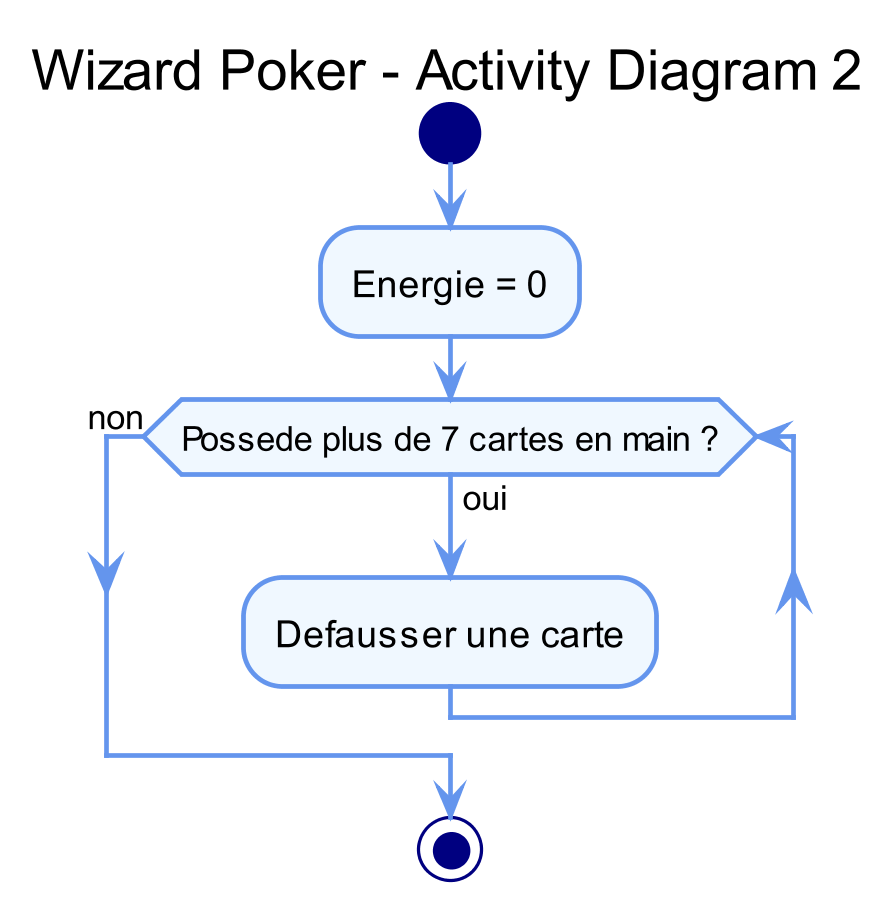 Wizard Poker - Activity Diagram 2
Energie = 0
non
Possede plus de 7 cartes en main ?
oui
Defausser une carte